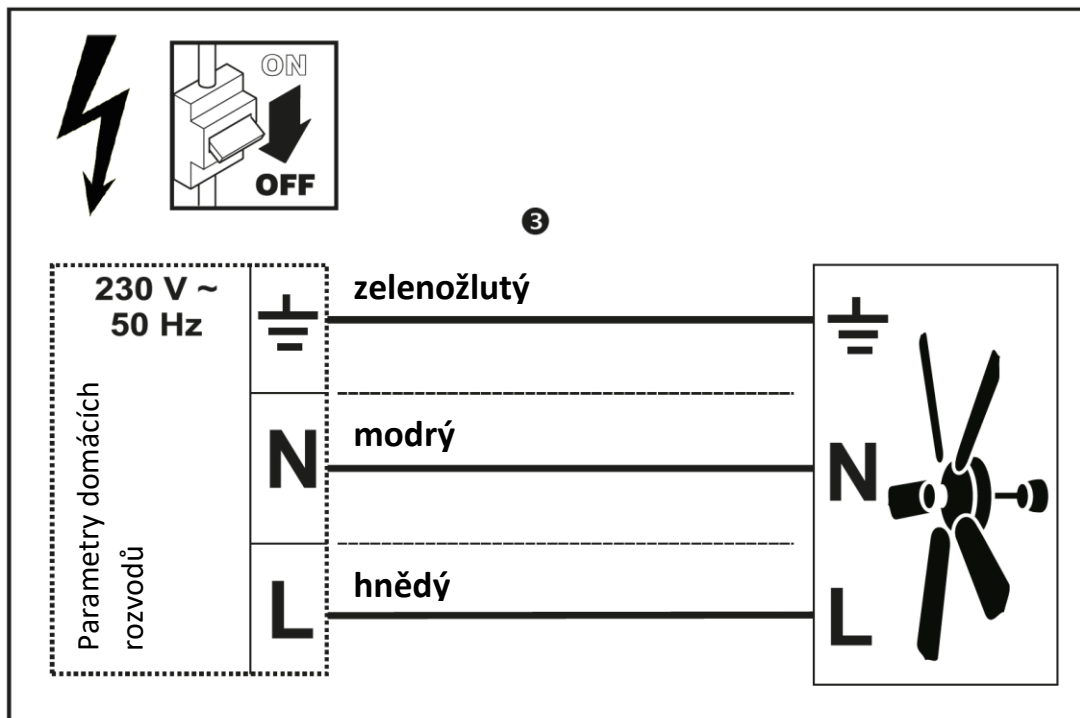 ON
OFF
❸
230 V ~
50 Hz
Parametry domácích
rozvodů
zelenožlutý
N
modrý
N
L
hnědý
L